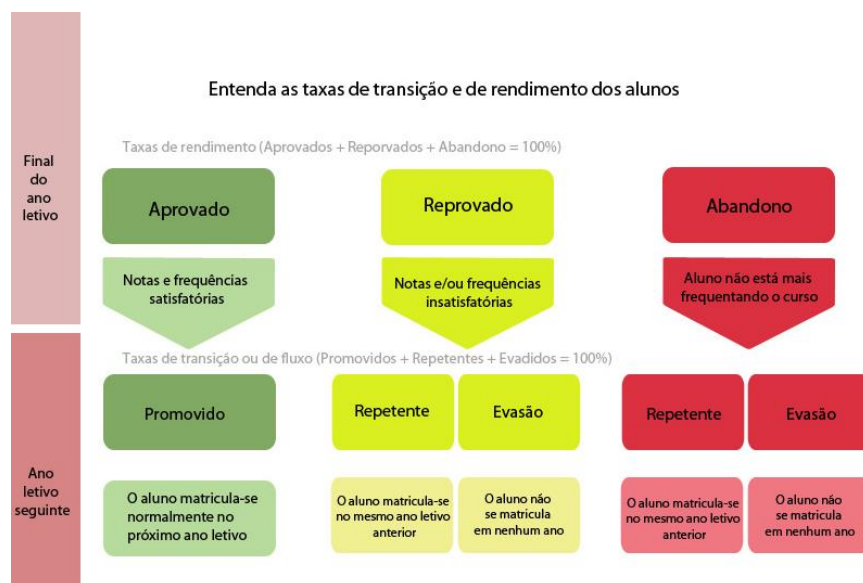 Entenda as taxas de transição e de rendimento dos alunos
Final
do
ano
letivo
Taxas de rendimento (Aprovados + Reporvados + Abandono = 100%)
Aprovado
Reprovado
Abandono
Notas e frequências
satisfatórias
Notas e/ou frequências
insatisfatórias
Aluno não está mais
frequentando o curso
Ano
letivo
seguinte
Taxas de transição ou de fluxo (Promovidos + Repetentes + Evadidos = 100%)
Promovido
Repetente
Evasão
Repetente
Evasão
O aluno matricula-se
normalmente no
próximo ano letivo
O aluno matricula-se
no mesmo ano letivo
anterior
O aluno não
se matricula
em nenhum ano
O aluno matricula-se
no mesmo ano letivo
anterior
O aluno não
se matricula
em nenhum ano